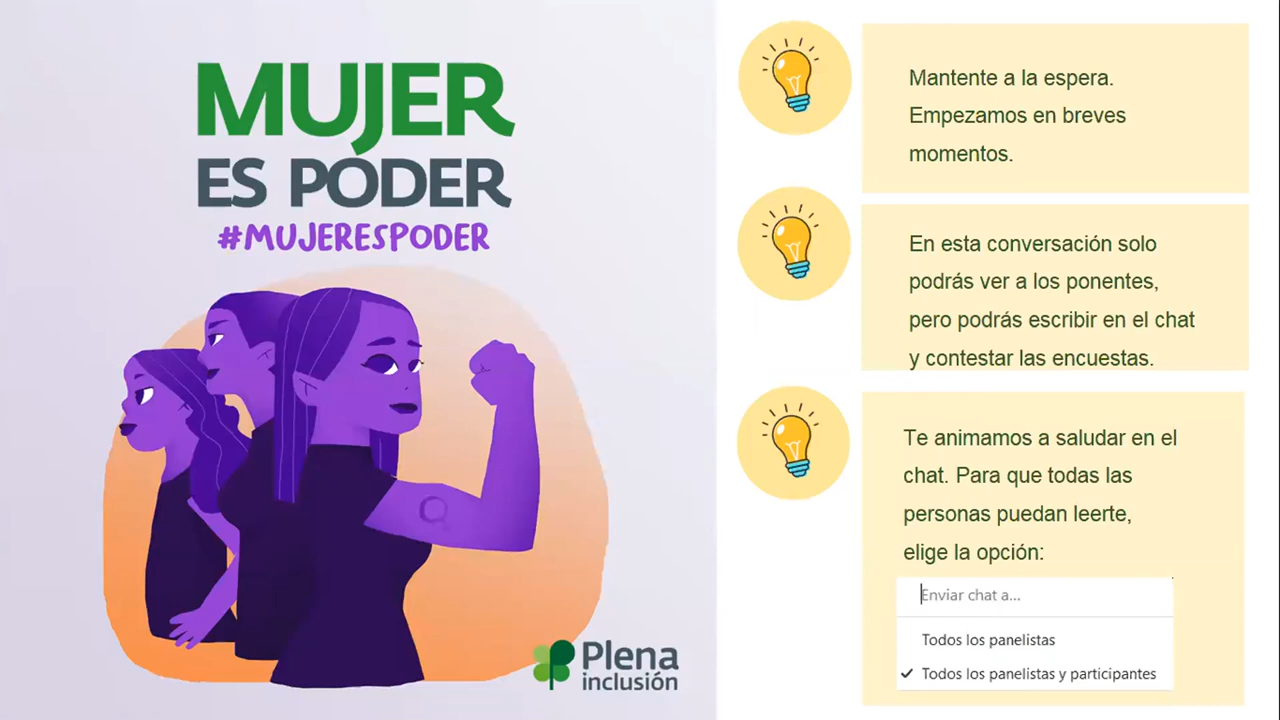 MUJER
ES PODER
#MUJERESPODER
Plena
inclusión
Mantente a la espera.
Empezamos en breves
momentos.
En esta conversación solo
podrás ver a los ponentes,
pero podrás escribir en el chat
y contestar las encuestas.
Te animamos a saludar en el
chat. Para que todas las
personas puedan leerte,
elige la opción:
Enviar chat a...
Todos los panelistas
Todos los panelistas y participantes